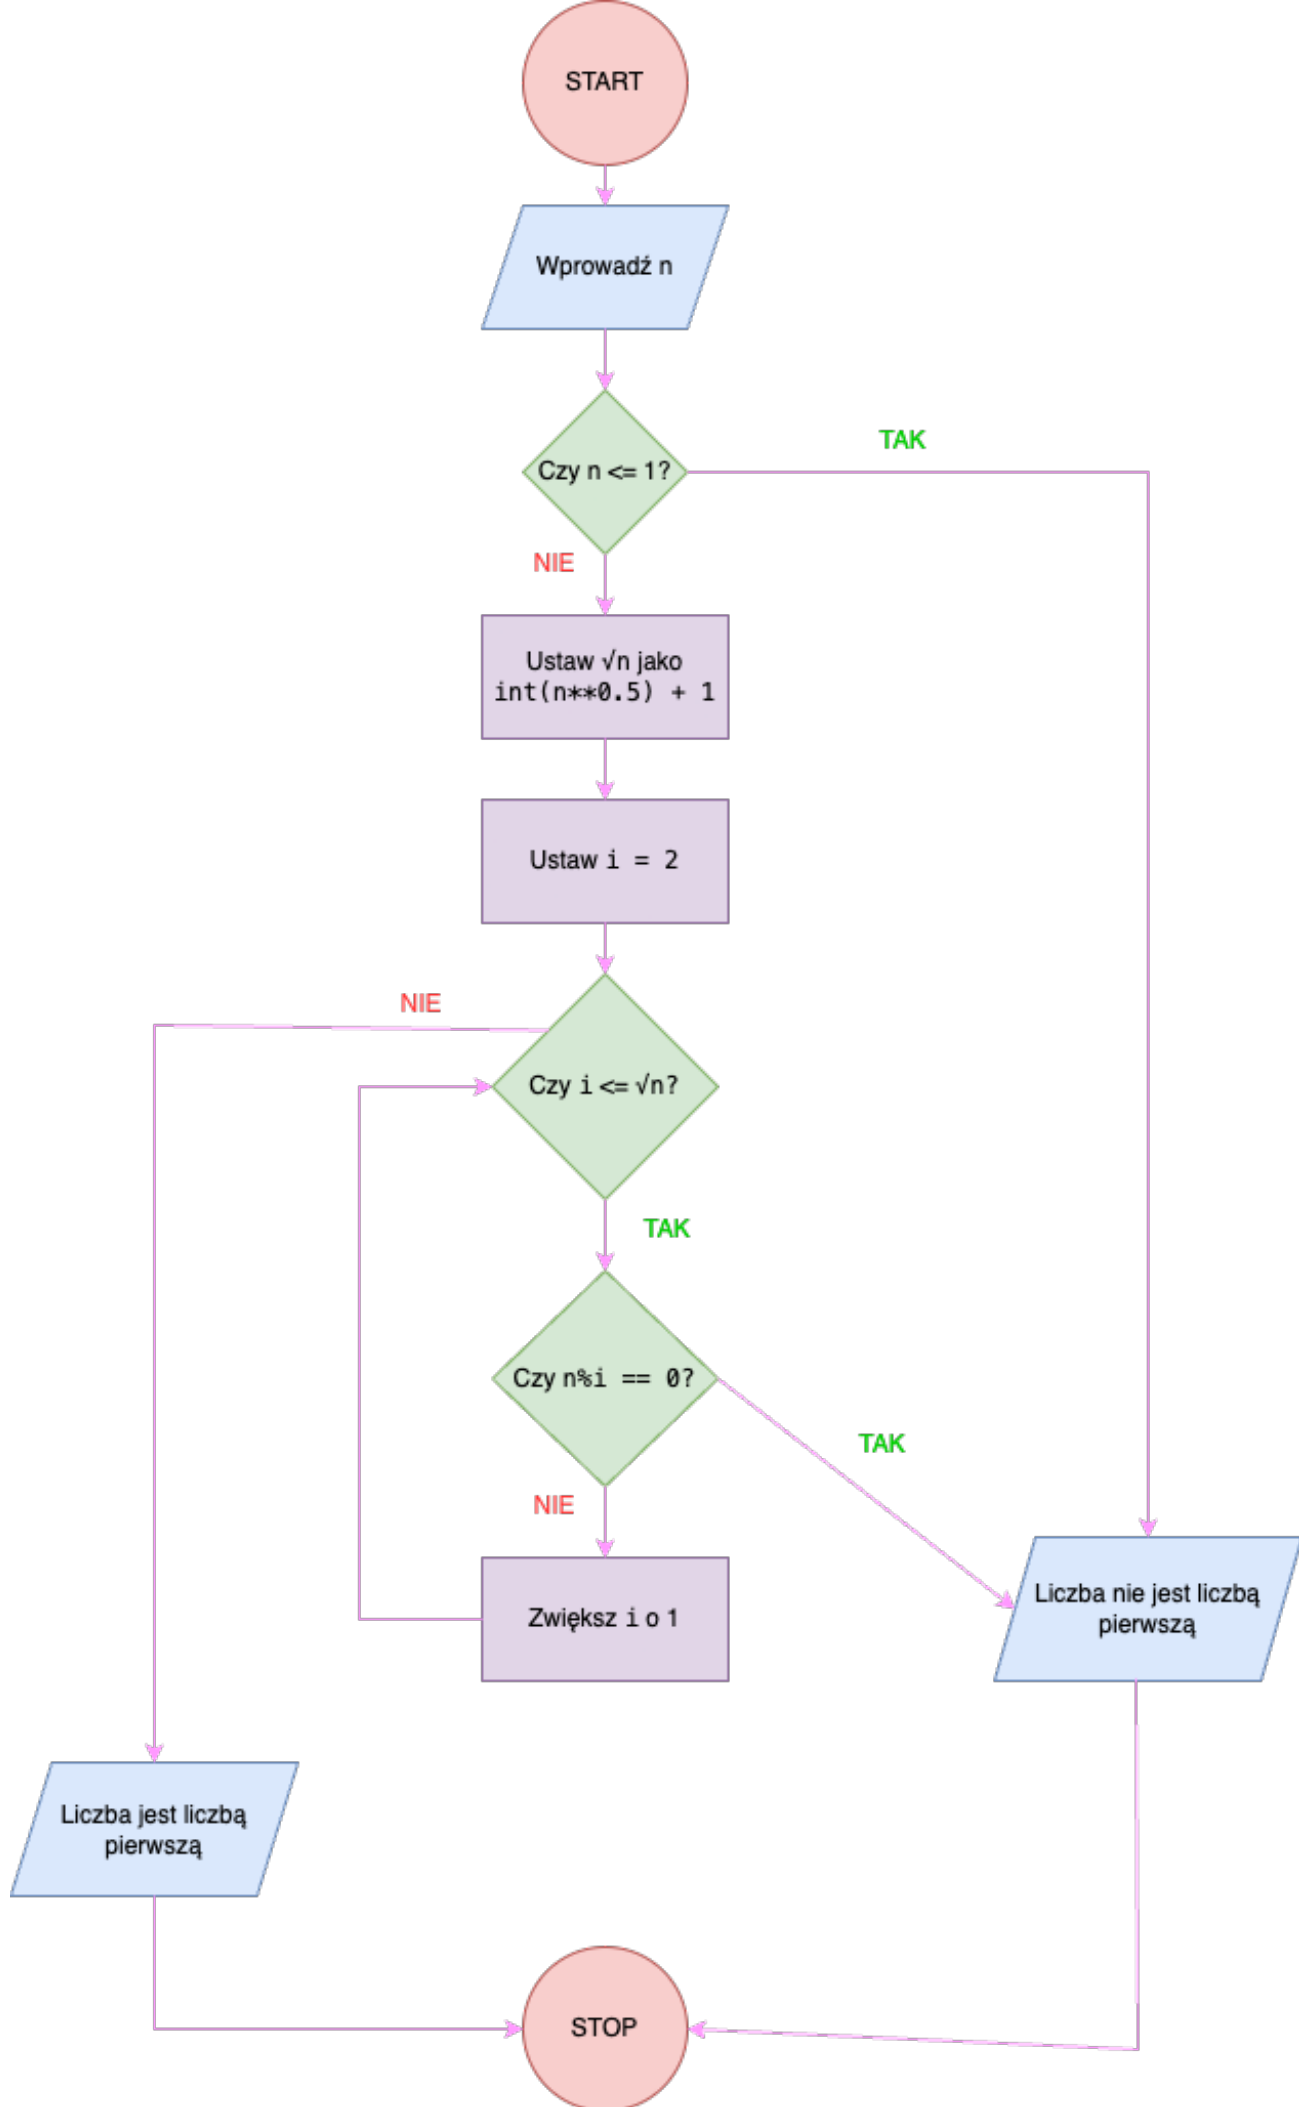 START
Wprowadź n
Czy n <= 1?
TAK
NIE
Ustaw √n jako
int(n**0.5) + 1
Ustaw i = 2
NIE
Czy i <= √n?
TAK
Czy n%i == 0?
TAK
NIE
Zwiększ i o 1
Liczba nie jest liczbą
pierwszą
Liczba jest liczbą
pierwszą
STOP